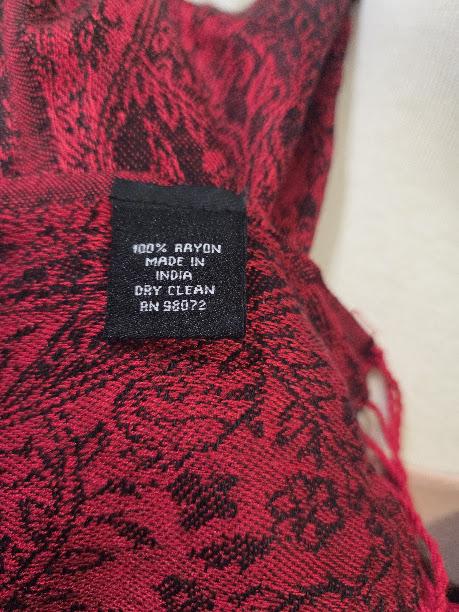 100% RAYON
MADE IN
INDIA
DRY CLEAN
RN 98072